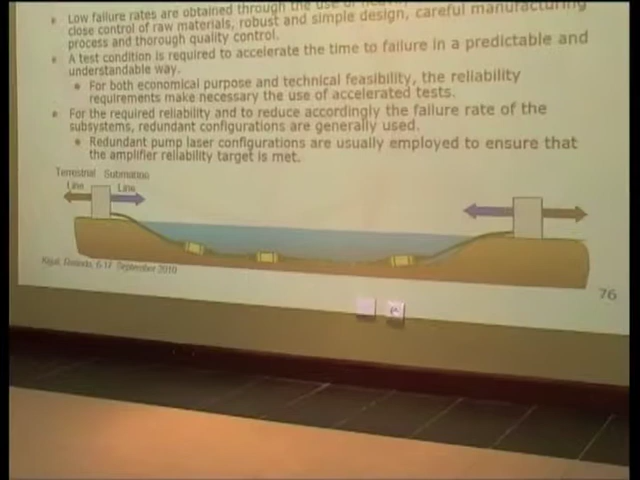 Low failure rates are obtained through the use of
close control of raw materials, robust and simple design, careful manufacturing
process and thorough quality control.
A test condition is required to accelerate the time to failure in a predictable and
understandable way.
For both economical purpose and technical feasibility, the reliability
requirements make necessary the use of accelerated tests.
For the required reliability and to reduce accordingly the failure rate of the
subsystems, redundant configurations are generally used.
Redundant pump laser configurations are usually employed to ensure that
the amplifier reliability target is met.
Terrestrial Submarine
Line Line
Kigali, Rwanda, 6-17 September 2010
76